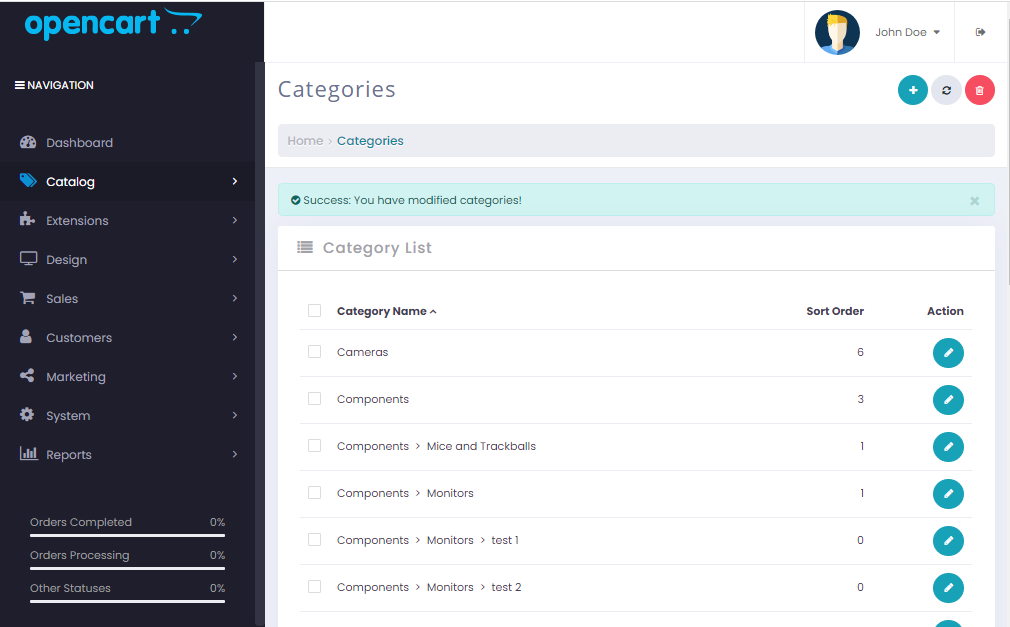 opencart
John Doe
NAVIGATION
Dashboard
Catalog
Extensions
Design
Sales
Customers
Marketing
System
Reports
Orders Completed 0%
Orders Processing 0%
Other Statuses 0%
Categories
Home › Categories
Success: You have modified categories! ×
Category List
Category Name Sort Order Action
Cameras 6
Components 3
Components > Mice and Trackballs 1
Components > Monitors 1
Components > Monitors > test 1 0
Components > Monitors > test 2 0